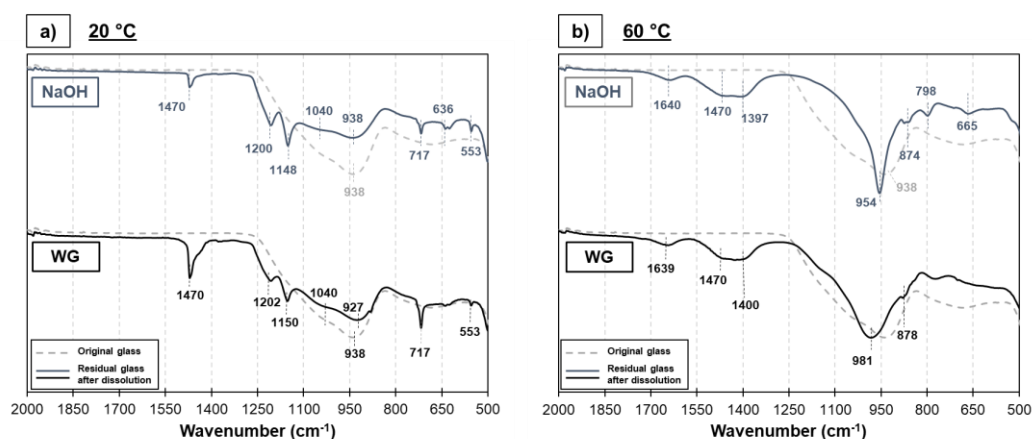 a) 20 °C
NaOH
1470
1200
1148
1040
938
938
717
636
553
WG
1470
1202
1150
1040
927
938
717
553
Original glass
Residual glass
after dissolution
2000 1850 1700 1550 1400 1250 1100 950 800 650 500
Wavenumber (cm-1)
b) 60 °C
NaOH
1640
1470
1397
954
938
874
798
665
WG
1639
1470
1400
981
878
Original glass
Residual glass
after dissolution
2000 1850 1700 1550 1400 1250 1100 950 800 650 500
Wavenumber (cm-1)